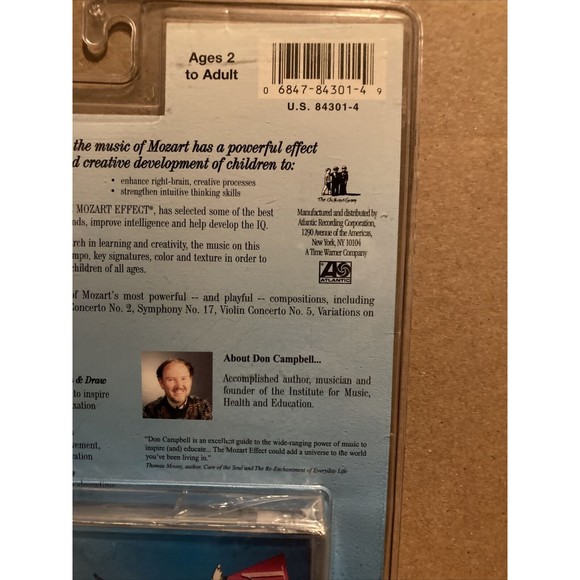 Ages 2
to Adult
0 6847-84301-4 9
U.S. 84301-4
the music of Mozart has a powerful effect
d creative development of children to:
• enhance right-brain, creative processes
• strengthen intuitive thinking skills
MOZART EFFECT®, has selected some of the best
ds, improve intelligence and help develop the IQ.
The Children's Group
Manufactured and distributed by
Atlantic Recording Corporation,
1290 Avenue of the Americas,
New York, NY 10104
A Time Warner Company
ATLANTIC
rch in learning and creativity, the music on this
mpo, key signatures, color and texture in order to
children of all ages.
of Mozart's most powerful -- and playful -- compositions, including
Concerto No. 2, Symphony No. 17, Violin Concerto No. 5, Variations on
About Don Campbell...
Accomplished author, musician and
founder of the Institute for Music,
Health and Education.
& Draw
to inspire
xation
vement,
cation
"Don Campbell is an excellent guide to the wide-ranging power of music to
inspire (and) educate... The Mozart Effect could add a universe to the world
you've been living in."
Thomas Moore, author, Care of the Soul and The Re-Enchantment of Everyday Life